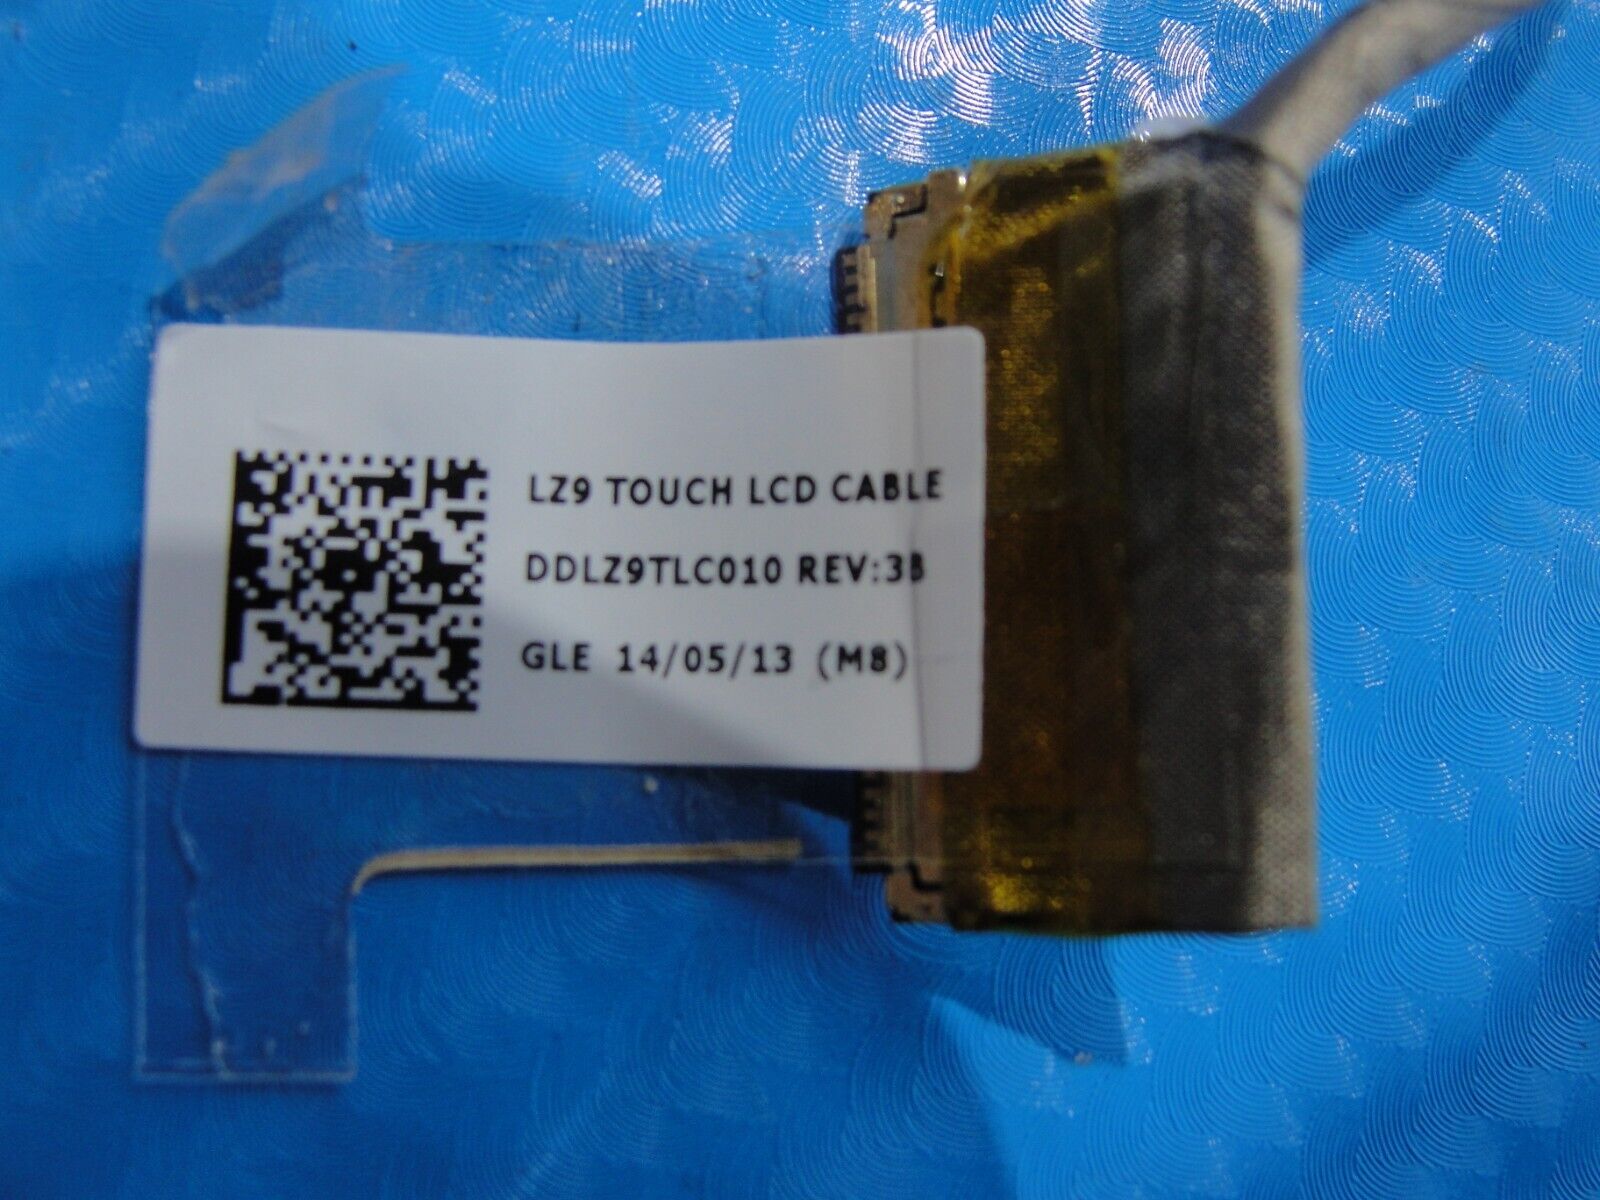 LZ9 TOUCH LCD CABLE
DDLZ9TLC010 REV:3B
GLE 14/05/13 (M8)